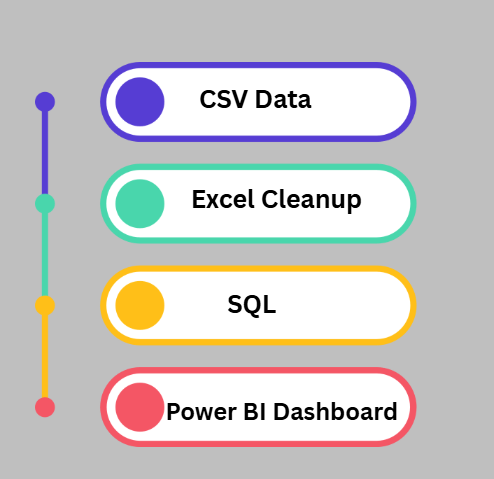 CSV Data
Excel Cleanup
SQL
Power BI Dashboard